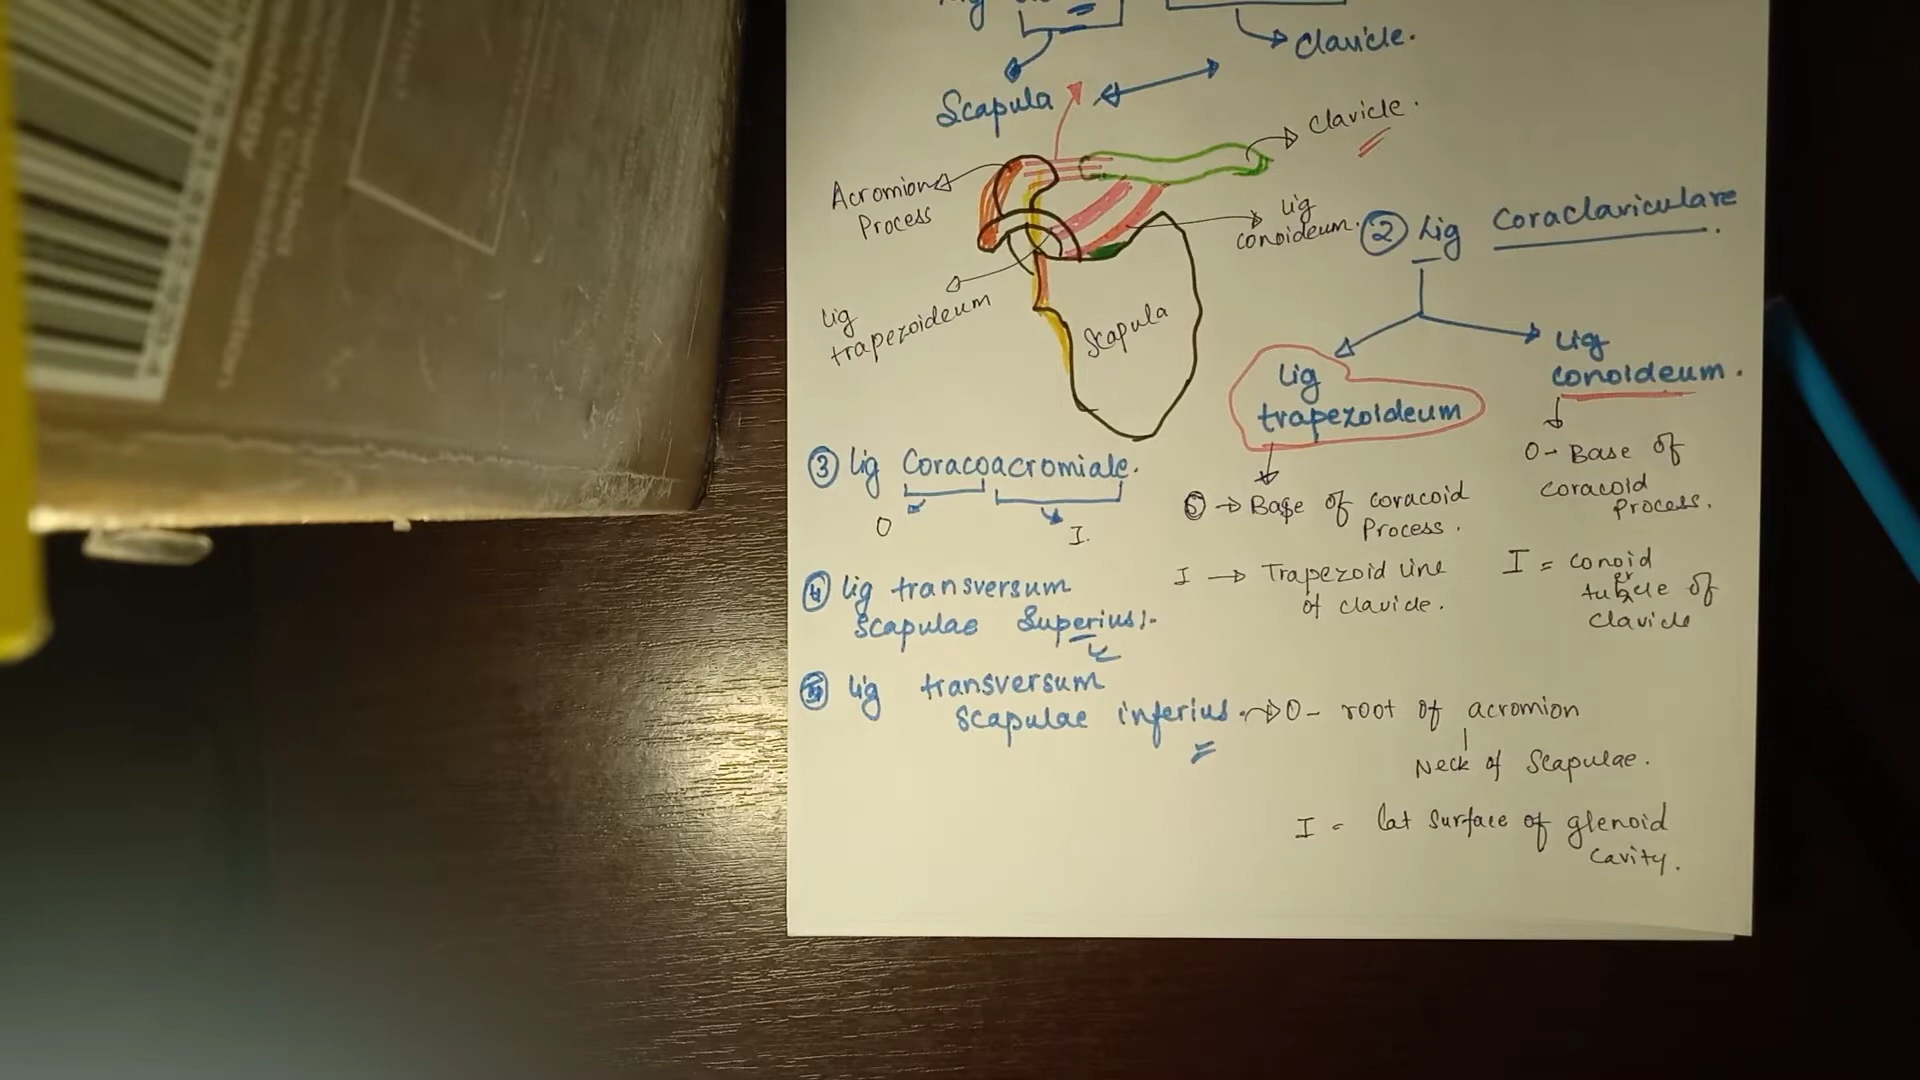 Clavicle.
Scapula
Clavicle.
Acromion
Process
Lig
conoideum.
② Lig Coraclaviculare
Lig
trapezoideum
Scapula
Lig
trapezoideum
Lig
conoideum.
O- Base of
coracoid
Process.
→ Base of coracoid
Process.
I → Trapezoid line
of clavicle.
I = conoid
of
clavicle
③ Lig Coracoacromiale.
O
I.
④ Lig transversum
Scapulae Superius:-
⑤ Lig transversum
Scapulae inferius. → O- root of acromion
Neck of Scapulae.
I = lat surface of glenoid
cavity.